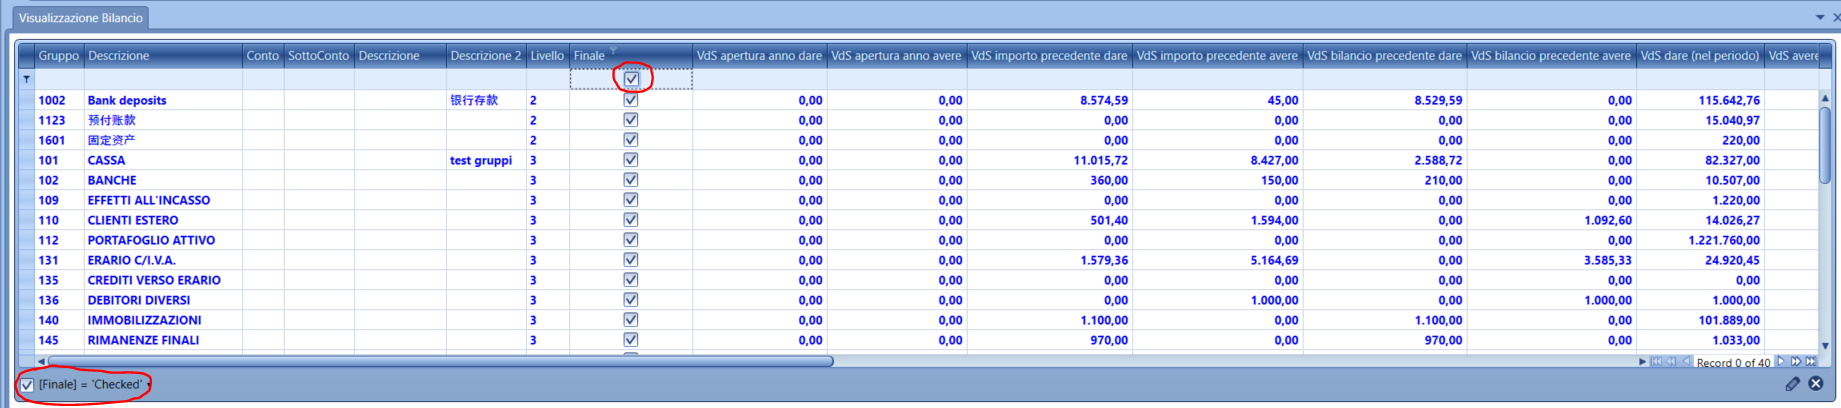 Visualizzazione Bilancio
Gruppo Descrizione Conto SottoConto Descrizione Descrizione 2 Livello Finale VdS apertura anno dare VdS apertura anno avere VdS importo precedente dare VdS importo precedente avere VdS bilancio precedente dare VdS bilancio precedente avere VdS dare (nel periodo) VdS avere
1002 Bank deposits 银行存款 2 0,00 0,00 8.574,59 45,00 8.529,59 0,00 115.642,76
1123 预付账款 2 0,00 0,00 0,00 0,00 0,00 0,00 15.040,97
1601 固定资产 2 0,00 0,00 0,00 0,00 0,00 0,00 220,00
101 CASSA test gruppi 3 0,00 0,00 11.015,72 8.427,00 2.588,72 0,00 82.327,00
102 BANCHE 3 0,00 0,00 360,00 150,00 210,00 0,00 10.507,00
109 EFFETTI ALL'INCASSO 3 0,00 0,00 0,00 0,00 0,00 0,00 1.220,00
110 CLIENTI ESTERO 3 0,00 0,00 501,40 1.594,00 0,00 1.092,60 14.026,27
112 PORTAFOGLIO ATTIVO 3 0,00 0,00 0,00 0,00 0,00 0,00 1.221.760,00
131 ERARIO C/I.V.A. 3 0,00 0,00 1.579,36 5.164,69 0,00 3.585,33 24.920,45
135 CREDITI VERSO ERARIO 3 0,00 0,00 0,00 0,00 0,00 0,00 0,00
136 DEBITORI DIVERSI 3 0,00 0,00 0,00 1.000,00 0,00 1.000,00 1.000,00
140 IMMOBILIZZAZIONI 3 0,00 0,00 1.100,00 0,00 1.100,00 0,00 101.889,00
145 RIMANENZE FINALI 3 0,00 0,00 970,00 0,00 970,00 0,00 1.033,00
Record 0 of 40
[Finale] = 'Checked'